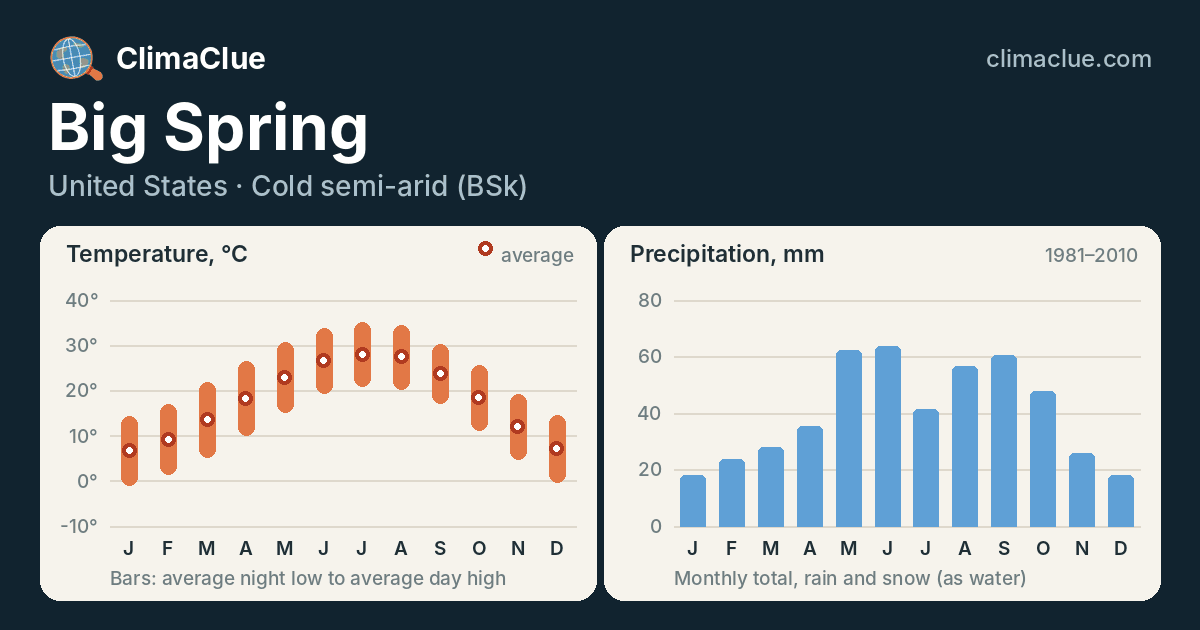 ClimaClue
climaclue.com
Big Spring
United States · Cold semi-arid (BSk)
Temperature, °C
average
40°
30°
20°
10°
0°
-10°
J F M A M J J A S O N D
Bars: average night low to average day high
Precipitation, mm
1981–2010
80
60
40
20
0
J F M A M J J A S O N D
Monthly total, rain and snow (as water)